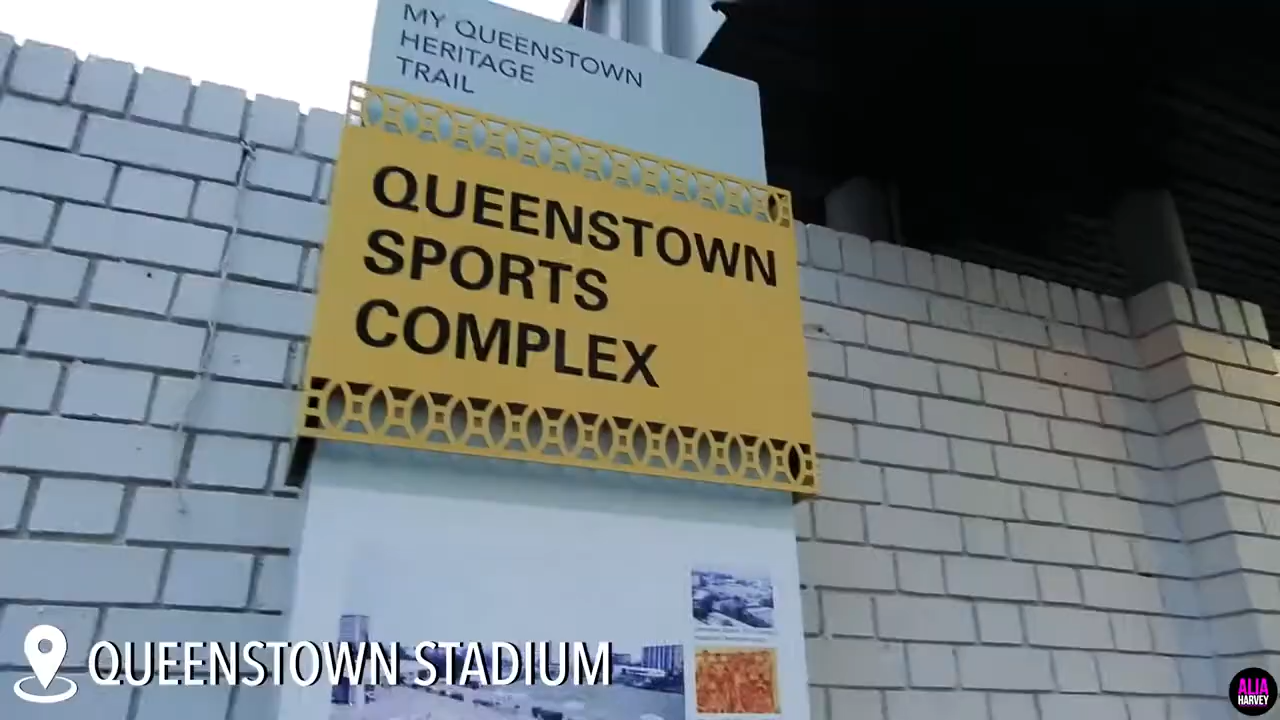 MY QUEENSTOWN
HERITAGE
TRAIL
QUEENSTOWN
SPORTS
COMPLEX
QUEENSTOWN STADIUM
ALIA
HARVEY